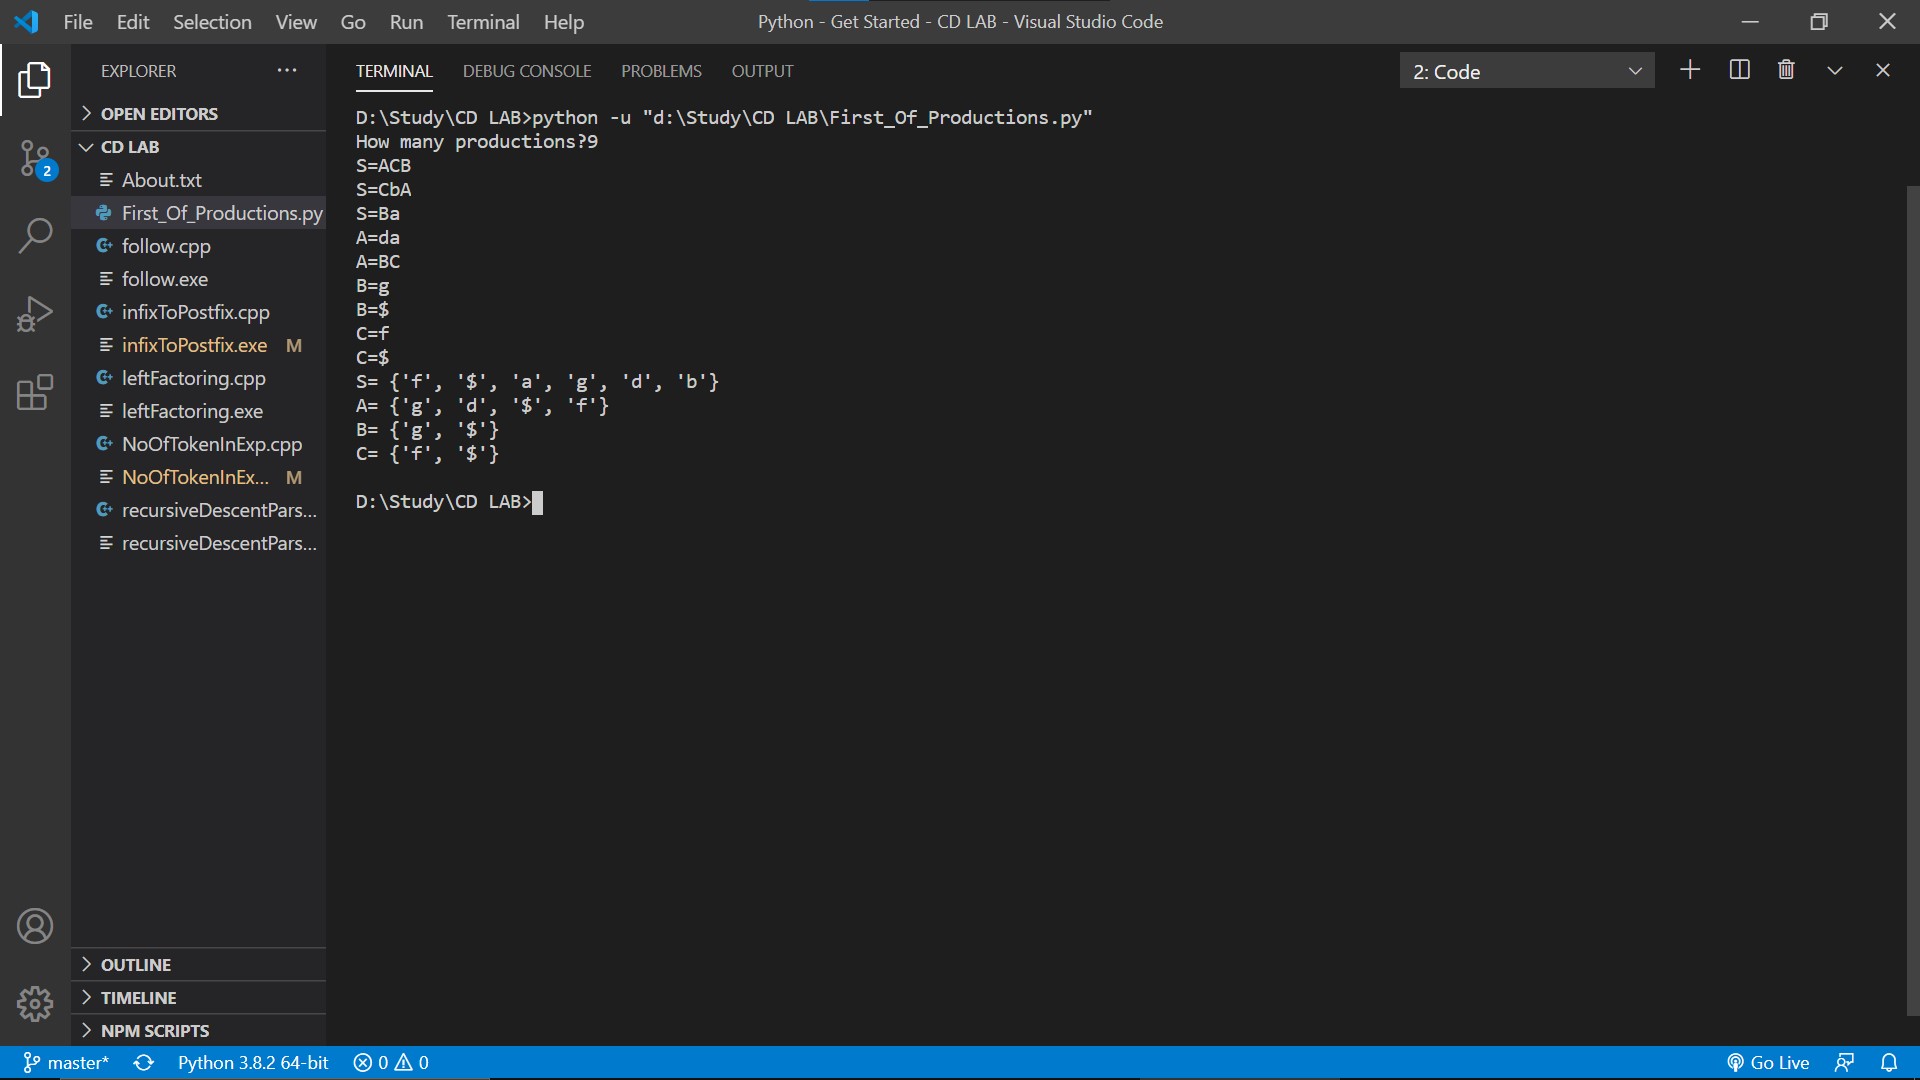 File Edit Selection View Go Run Terminal Help
Python - Get Started - CD LAB - Visual Studio Code
EXPLORER
OPEN EDITORS
CD LAB
About.txt
First_Of_Productions.py
follow.cpp
follow.exe
infixToPostfix.cpp
infixToPostfix.exe M
leftFactoring.cpp
leftFactoring.exe
NoOfTokenInExp.cpp
NoOfTokenInEx... M
recursiveDescentPars...
recursiveDescentPars...
OUTLINE
TIMELINE
NPM SCRIPTS
2
TERMINAL DEBUG CONSOLE PROBLEMS OUTPUT
2: Code
D:\Study\CD LAB>python -u "d:\Study\CD LAB\First_Of_Productions.py"
How many productions?9
S=ACB
S=CbA
S=Ba
A=da
A=BC
B=g
B=$
C=f
C=$
S= {'f', '$', 'a', 'g', 'd', 'b'}
A= {'g', 'd', '$', 'f'}
B= {'g', '$'}
C= {'f', '$'}
D:\Study\CD LAB>
master* Python 3.8.2 64-bit 0 0 Go Live